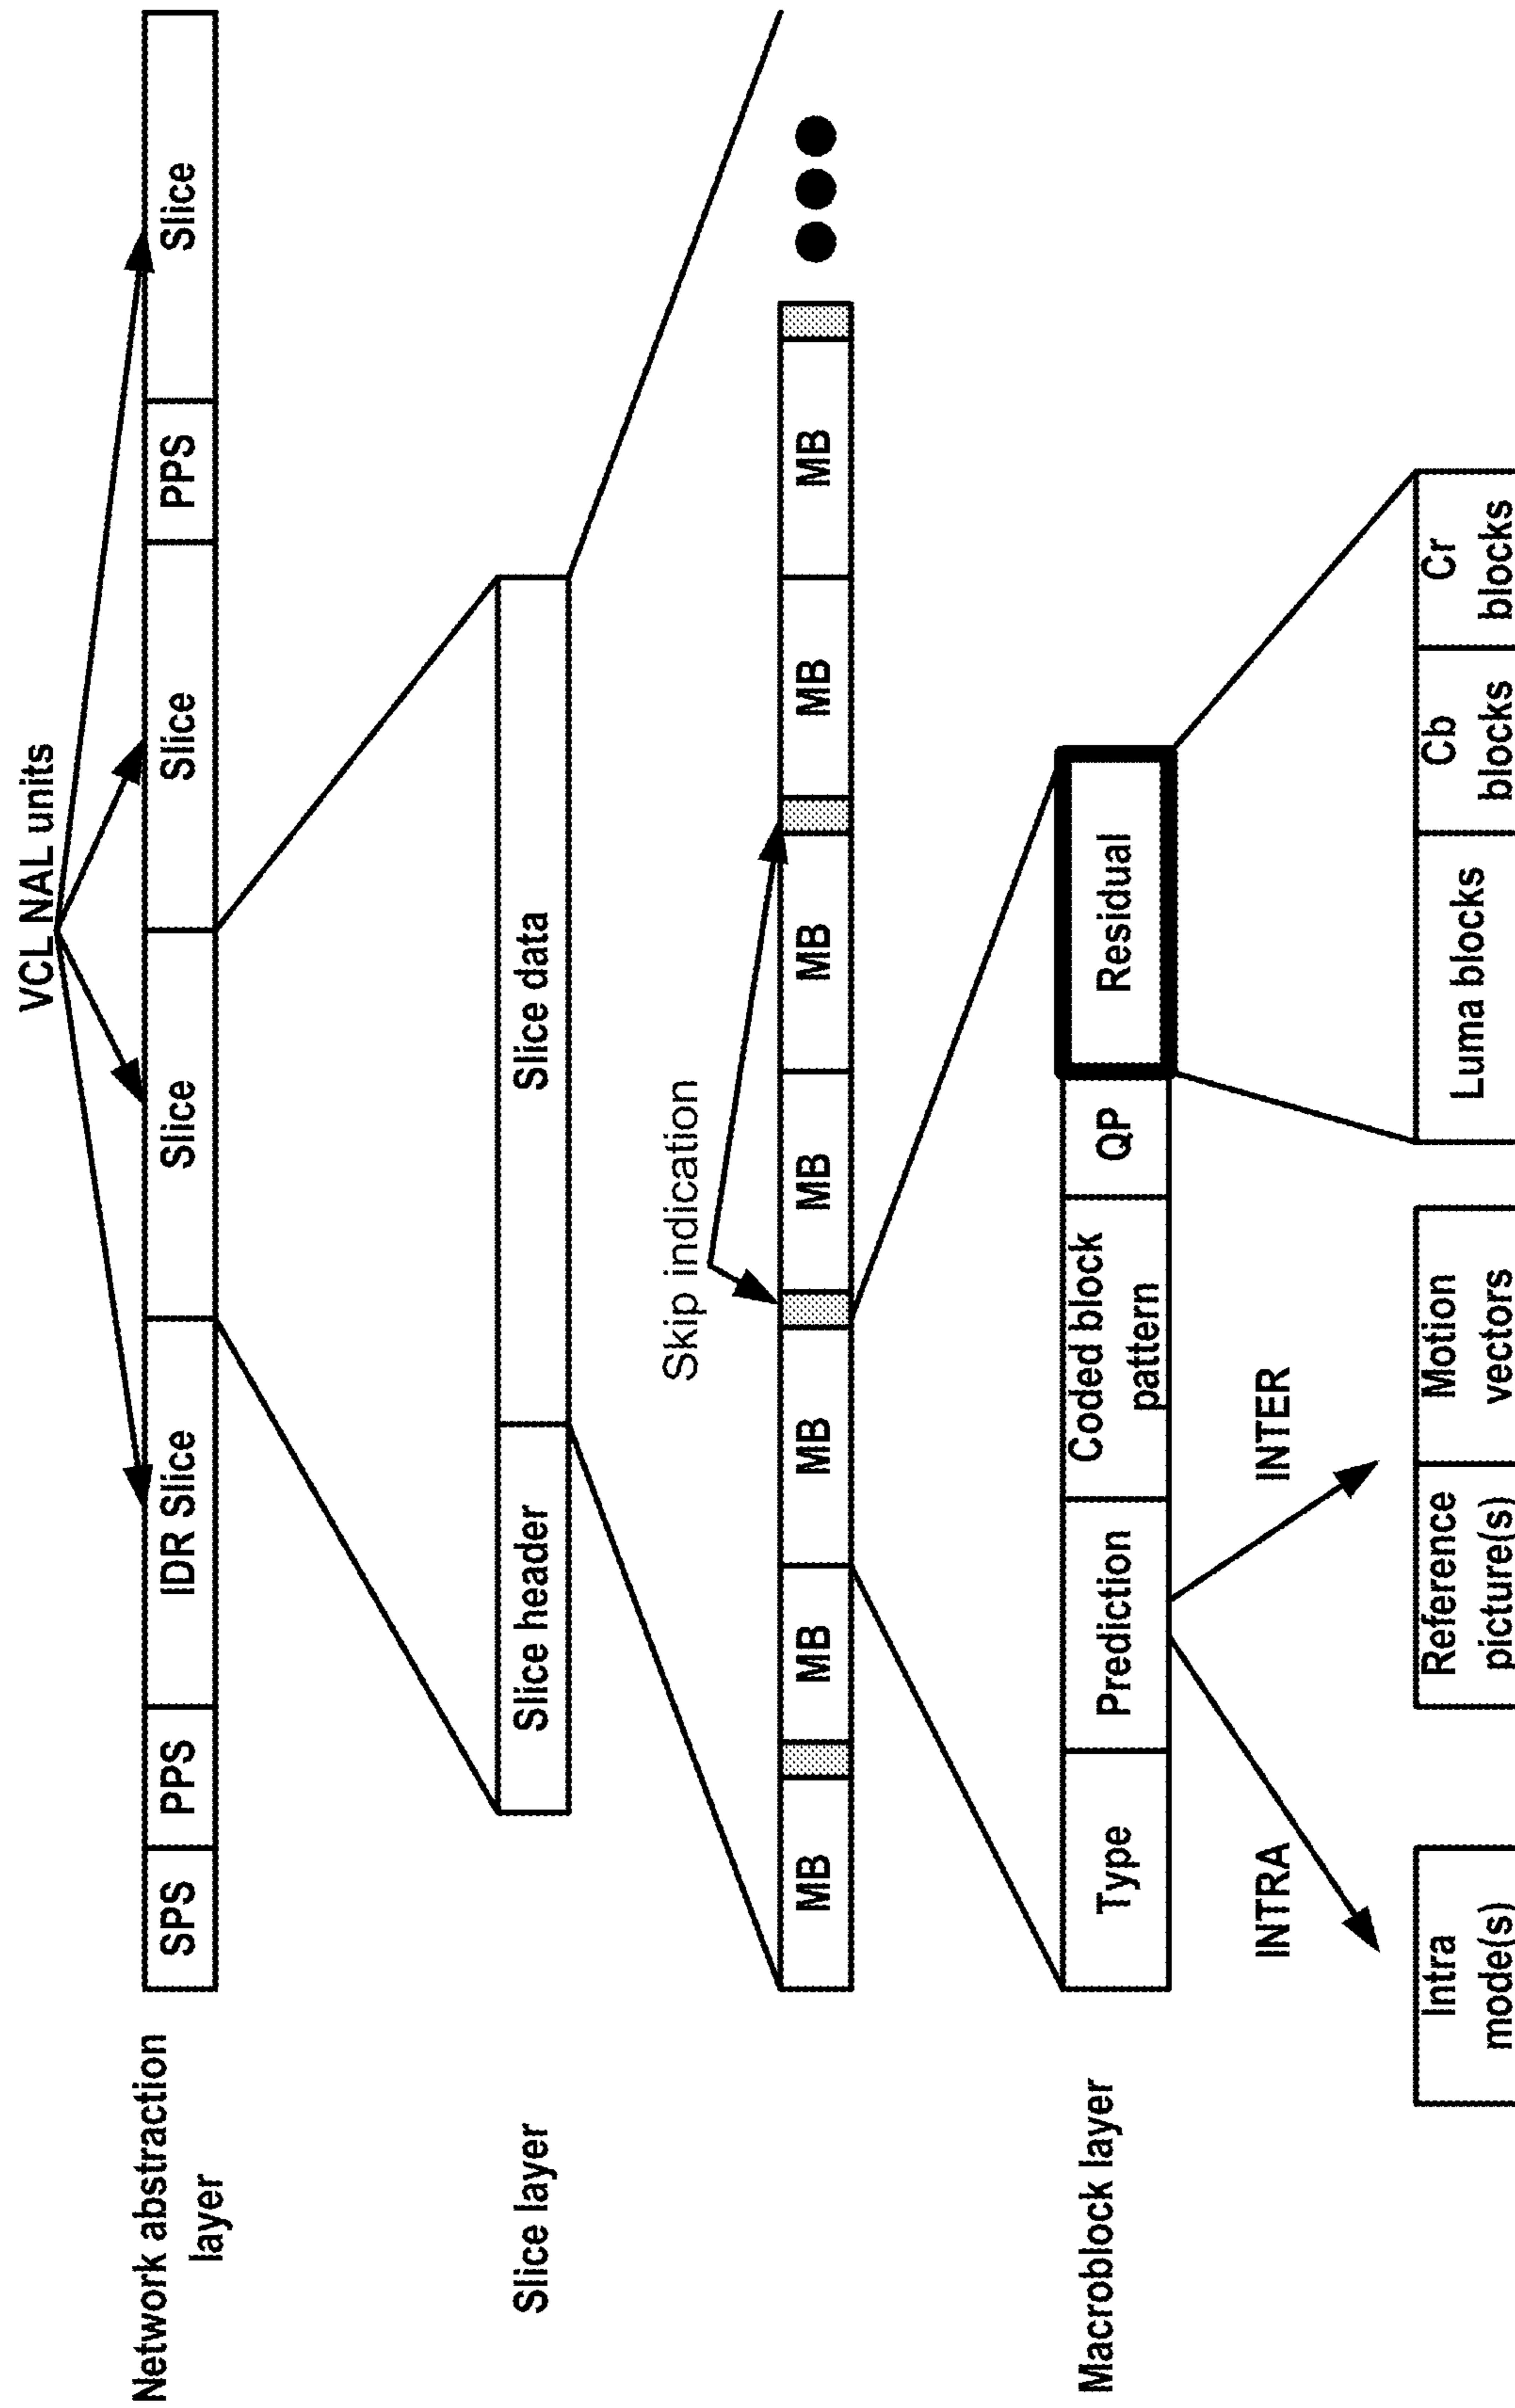 VCL NAL units
Network abstraction
layer
SPS
PPS
IDR Slice
Slice
Slice
PPS
Slice
Slice layer
Slice header
Slice data
Skip indication
MB
MB
MB
MB
MB
MB
MB
Macroblock layer
Type
Prediction
Coded block
pattern
QP
Residual
INTRA
INTER
Intra
mode(s)
Reference
picture(s)
Motion
vectors
Luma blocks
Cb
blocks
Cr
blocks